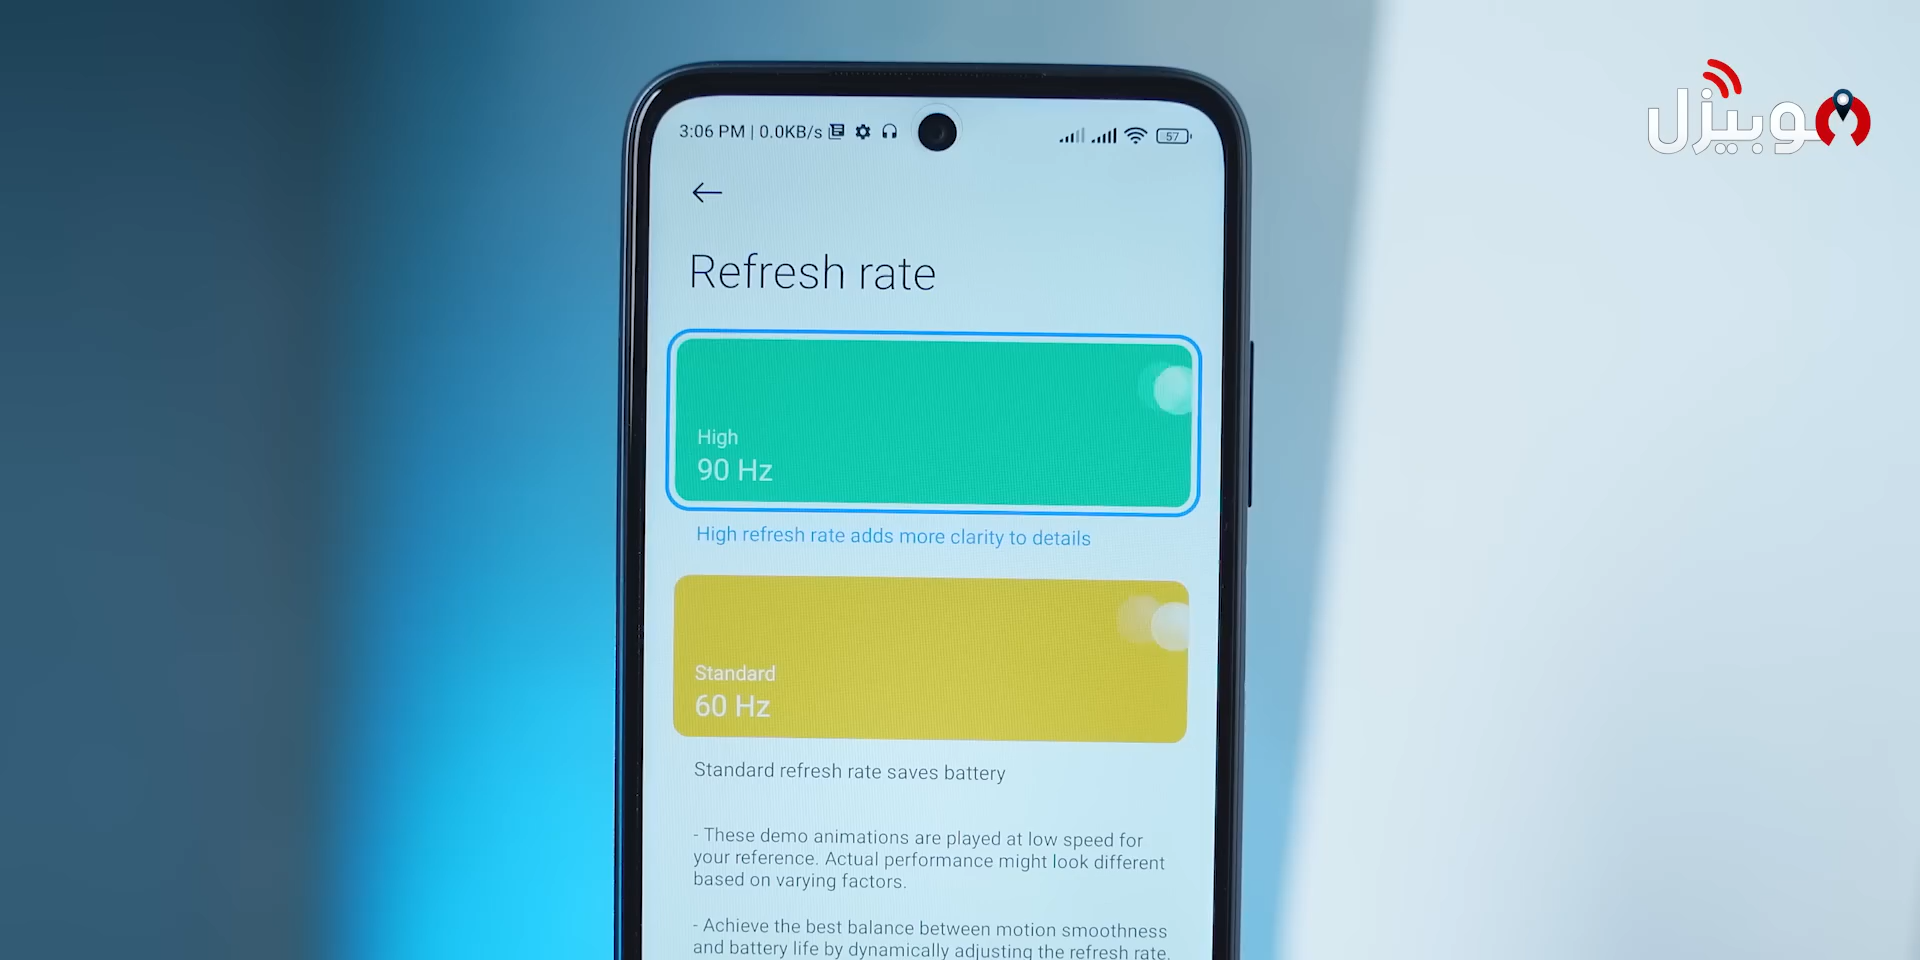 موبيزل
3:06 PM | 0.0KB/s
57
Refresh rate
High
90 Hz
High refresh rate adds more clarity to details
Standard
60 Hz
Standard refresh rate saves battery
- These demo animations are played at low speed for
your reference. Actual performance might look different
based on varying factors.
- Achieve the best balance between motion smoothness
and battery life by dynamically adjusting the refresh rate.